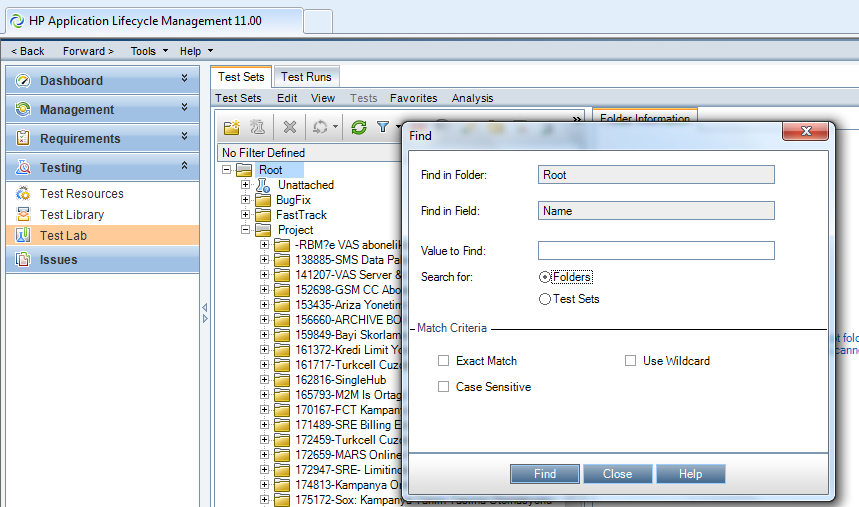 HP Application Lifecycle Management 11.00
< Back Forward > Tools Help
Dashboard
Management
Requirements
Testing
Test Resources
Test Library
Test Lab
Issues
Test Sets Test Runs
Test Sets Edit View Tests Favorites Analysis
No Filter Defined
Root
Unattached
BugFix
FastTrack
Project
-RBM?e VAS abonelik
138885-SMS Data Pa
141207-VAS Server &
152698-GSM CC Abo
153435-Ariza Yonetim
156660-ARCHIVE BO
159849-Bayi Skorlam
161372-Kredi Limit Yo
161717-Turkcell Cuzo
162816-SingleHub
165793-M2M Is Ortag
170167-FCT Kampan
171489-SRE Billing E
172459-Turkcell Cuzo
172659-MARS Online
172947-SRE- Limitino
174813-Kampanya On
175172-Sox: Kampanya
Folder Information
Find
Find in Folder: Root
Find in Field: Name
Value to Find:
Search for: Folders
Test Sets
Match Criteria
Exact Match Use Wildcard
Case Sensitive
Find Close Help